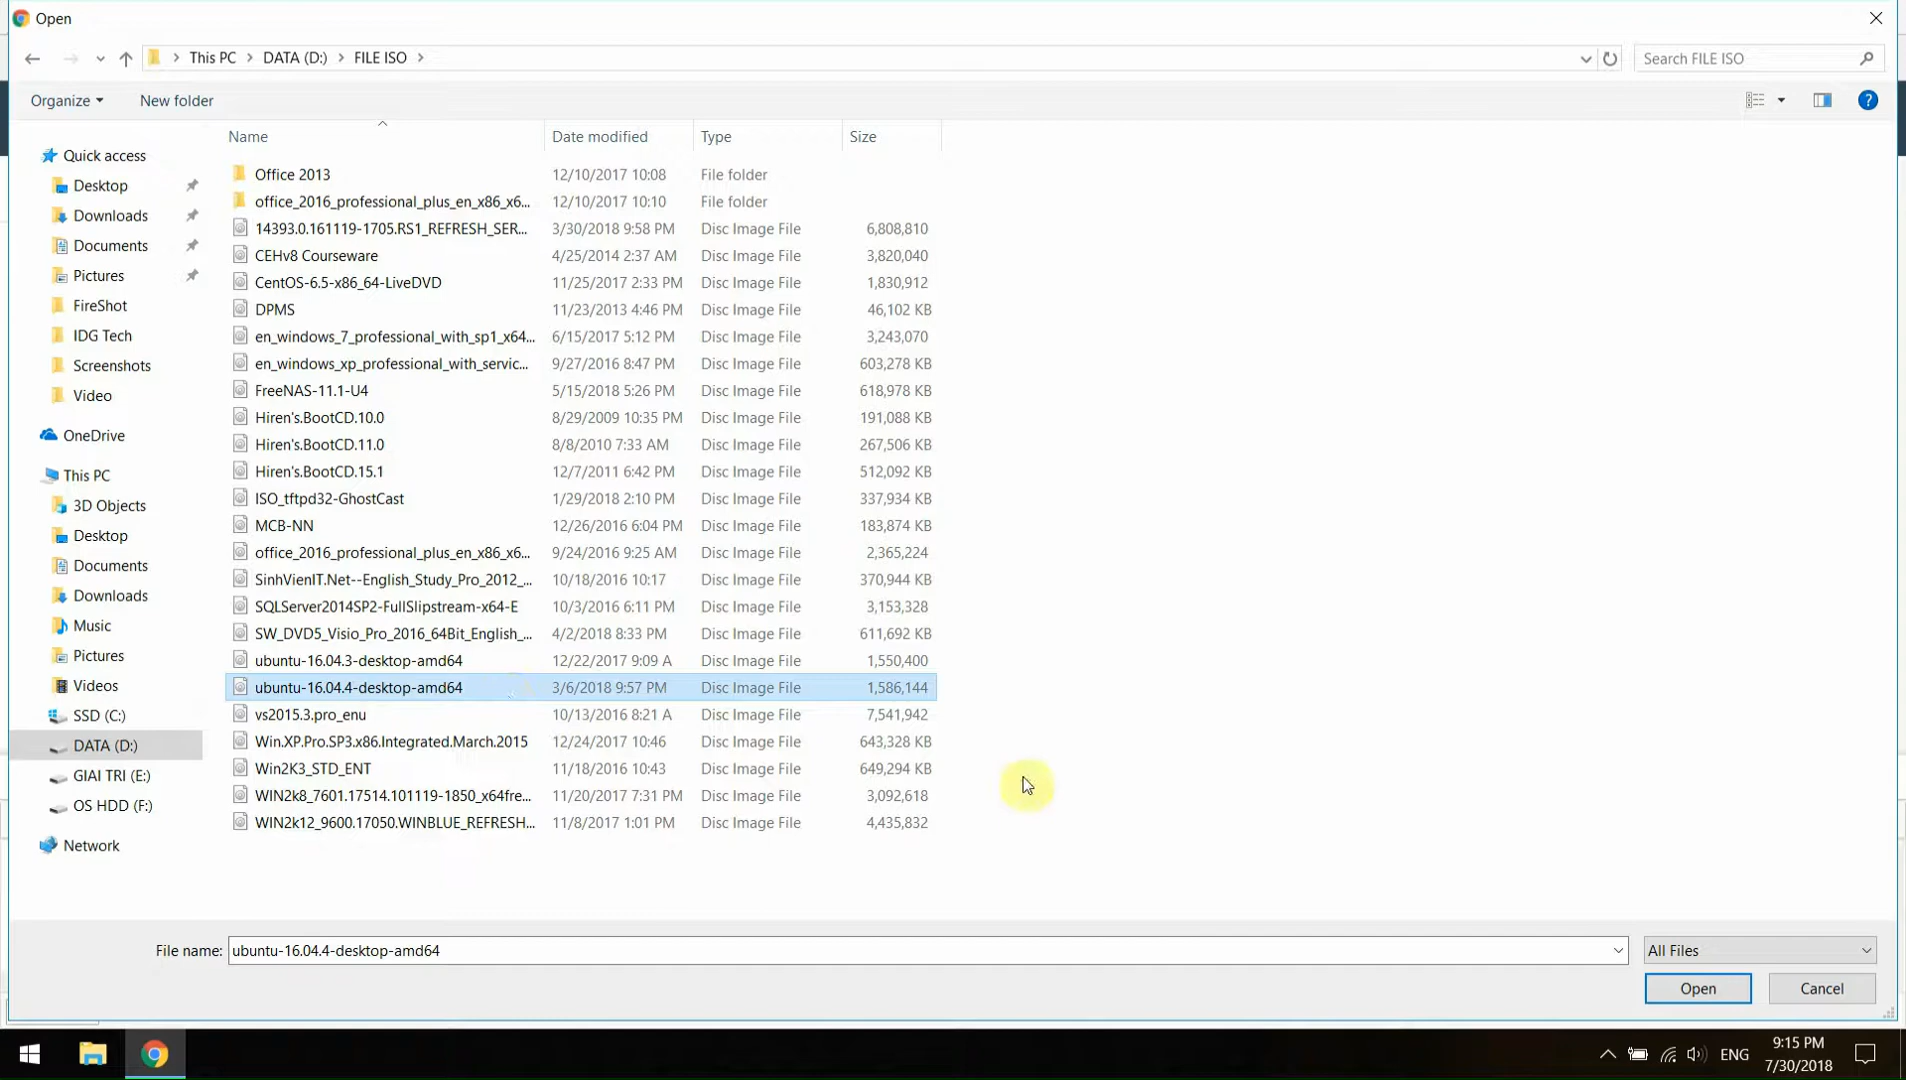 Open
This PC DATA (D:) FILE ISO
Search FILE ISO
Organize New folder
Name Date modified Type Size
Quick access
Desktop
Downloads
Documents
Pictures
FireShot
IDG Tech
Screenshots
Video
OneDrive
This PC
3D Objects
Desktop
Documents
Downloads
Music
Pictures
Videos
SSD (C:)
DATA (D:)
GIAI TRI (E:)
OS HDD (F:)
Network
Office 2013 12/10/2017 10:08 File folder
office_2016_professional_plus_en_x86_x6... 12/10/2017 10:10 File folder
14393.0.161119-1705.RS1_REFRESH_SER... 3/30/2018 9:58 PM Disc Image File 6,808,810
CEHv8 Courseware 4/25/2014 2:37 AM Disc Image File 3,820,040
CentOS-6.5-x86_64-LiveDVD 11/25/2017 2:33 PM Disc Image File 1,830,912
DPMS 11/23/2013 4:46 PM Disc Image File 46,102 KB
en_windows_7_professional_with_sp1_x64... 6/15/2017 5:12 PM Disc Image File 3,243,070
en_windows_xp_professional_with_servic... 9/27/2016 8:47 PM Disc Image File 603,278 KB
FreeNAS-11.1-U4 5/15/2018 5:26 PM Disc Image File 618,978 KB
Hiren's.BootCD.10.0 8/29/2009 10:35 PM Disc Image File 191,088 KB
Hiren's.BootCD.11.0 8/8/2010 7:33 AM Disc Image File 267,506 KB
Hiren's.BootCD.15.1 12/7/2011 6:42 PM Disc Image File 512,092 KB
ISO_tftpd32-GhostCast 1/29/2018 2:10 PM Disc Image File 337,934 KB
MCB-NN 12/26/2016 6:04 PM Disc Image File 183,874 KB
office_2016_professional_plus_en_x86_x6... 9/24/2016 9:25 AM Disc Image File 2,365,224
SinhVienIT.Net--English_Study_Pro_2012_... 10/18/2016 10:17 Disc Image File 370,944 KB
SQLServer2014SP2-FullSlipstream-x64-E 10/3/2016 6:11 PM Disc Image File 3,153,328
SW_DVD5_Visio_Pro_2016_64Bit_English_... 4/2/2018 8:33 PM Disc Image File 611,692 KB
ubuntu-16.04.3-desktop-amd64 12/22/2017 9:09 A Disc Image File 1,550,400
ubuntu-16.04.4-desktop-amd64 3/6/2018 9:57 PM Disc Image File 1,586,144
vs2015.3.pro_enu 10/13/2016 8:21 A Disc Image File 7,541,942
Win.XP.Pro.SP3.x86.Integrated.March.2015 12/24/2017 10:46 Disc Image File 643,328 KB
Win2K3_STD_ENT 11/18/2016 10:43 Disc Image File 649,294 KB
WIN2k8_7601.17514.101119-1850_x64fre... 11/20/2017 7:31 PM Disc Image File 3,092,618
WIN2k12_9600.17050.WINBLUE_REFRESH... 11/8/2017 1:01 PM Disc Image File 4,435,832
File name: ubuntu-16.04.4-desktop-amd64 All Files
Open Cancel
ENG
9:15 PM
7/30/2018